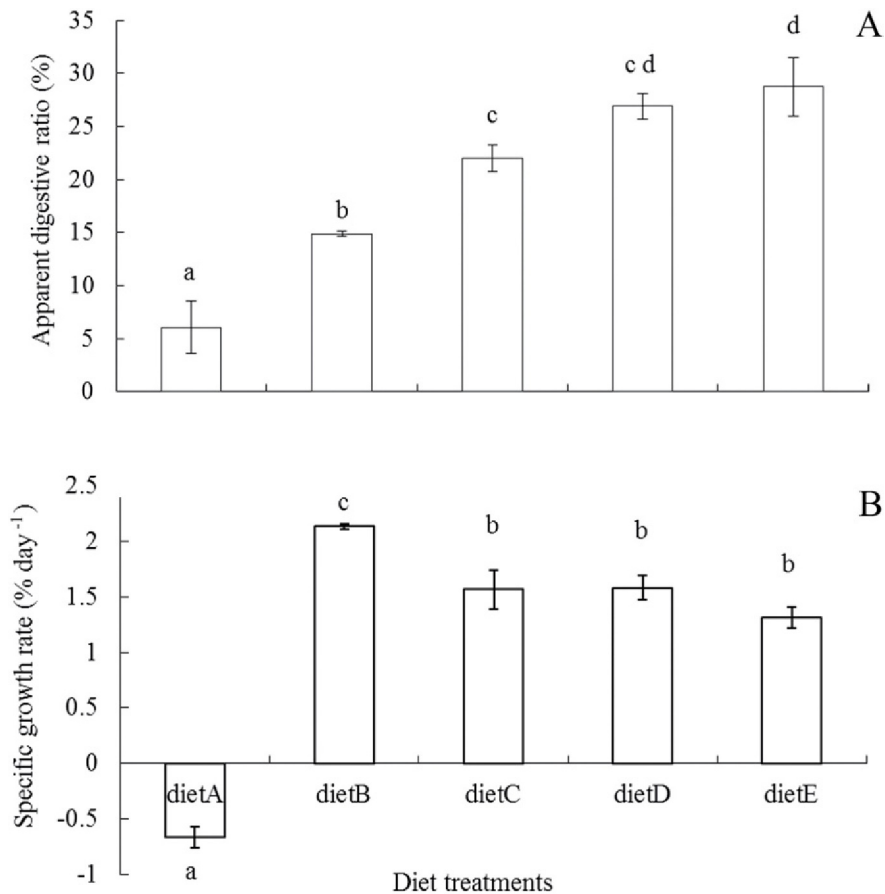 A
Apparent digestive ratio (%)
35
30
25
20
15
10
5
0
a
b
c
c d
d
B
Specific growth rate (% day -1)
2.5
2
1.5
1
0.5
0
-0.5
-1
c
b
b
b
a
dietA dietB dietC dietD dietE
Diet treatments